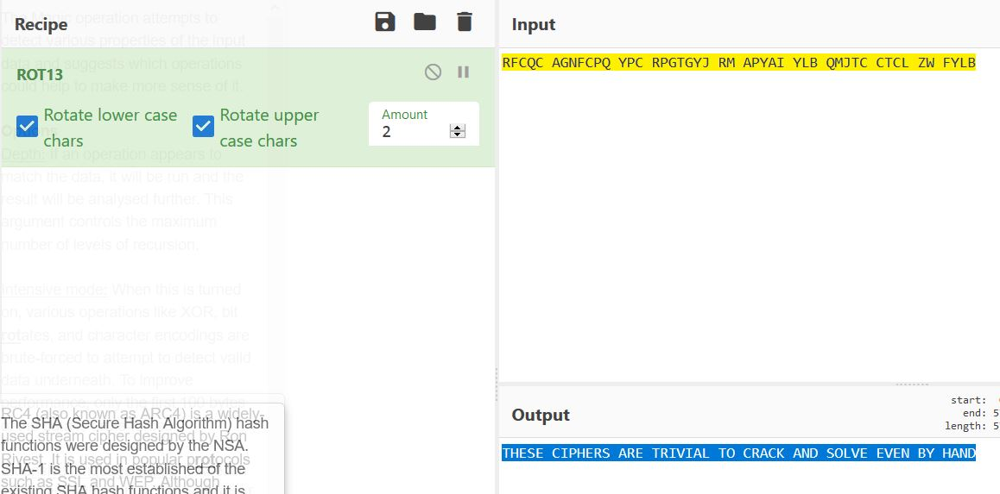 The Magic operation attempts to
detect various properties of the input
data and suggests which operations
could help to make more sense of it.
Options
Depth: If an operation appears to
match the data, it will be run and the
result will be analysed further. This
argument controls the maximum
number of levels of recursion.
Intensive mode: When this is turned
on, various operations like XOR, bit
rotates, and character encodings are
brute-forced to attempt to detect valid
data underneath. To improve
performance, only the first 100 bytes
RC4 (also known as ARC4) is a widely-
used stream cipher designed by Ron
Rivest. It is used in popular protocols
such as SSL and WEP. Although
The SHA (Secure Hash Algorithm) hash
functions were designed by the NSA.
SHA-1 is the most established of the
existing SHA hash functions and it is
Recipe
ROT13
Rotate lower case
chars
Rotate upper
case chars
Amount
2
Input
RFCQC AGNFCPQ YPC RPGTGYJ RM APYAI YLB QMJTC CTCL ZW FYLB
Output
start:
end: 5
length: 5
THESE CIPHERS ARE TRIVIAL TO CRACK AND SOLVE EVEN BY HAND